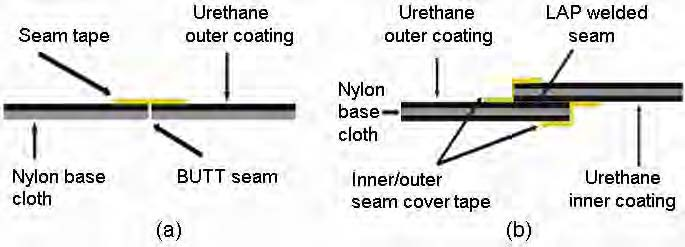 Seam tape
Urethane
outer coating
Nylon base
cloth
BUTT seam
(a)
Urethane
outer coating
LAP welded
seam
Nylon
base
cloth
Inner/outer
seam cover tape
Urethane
inner coating
(b)